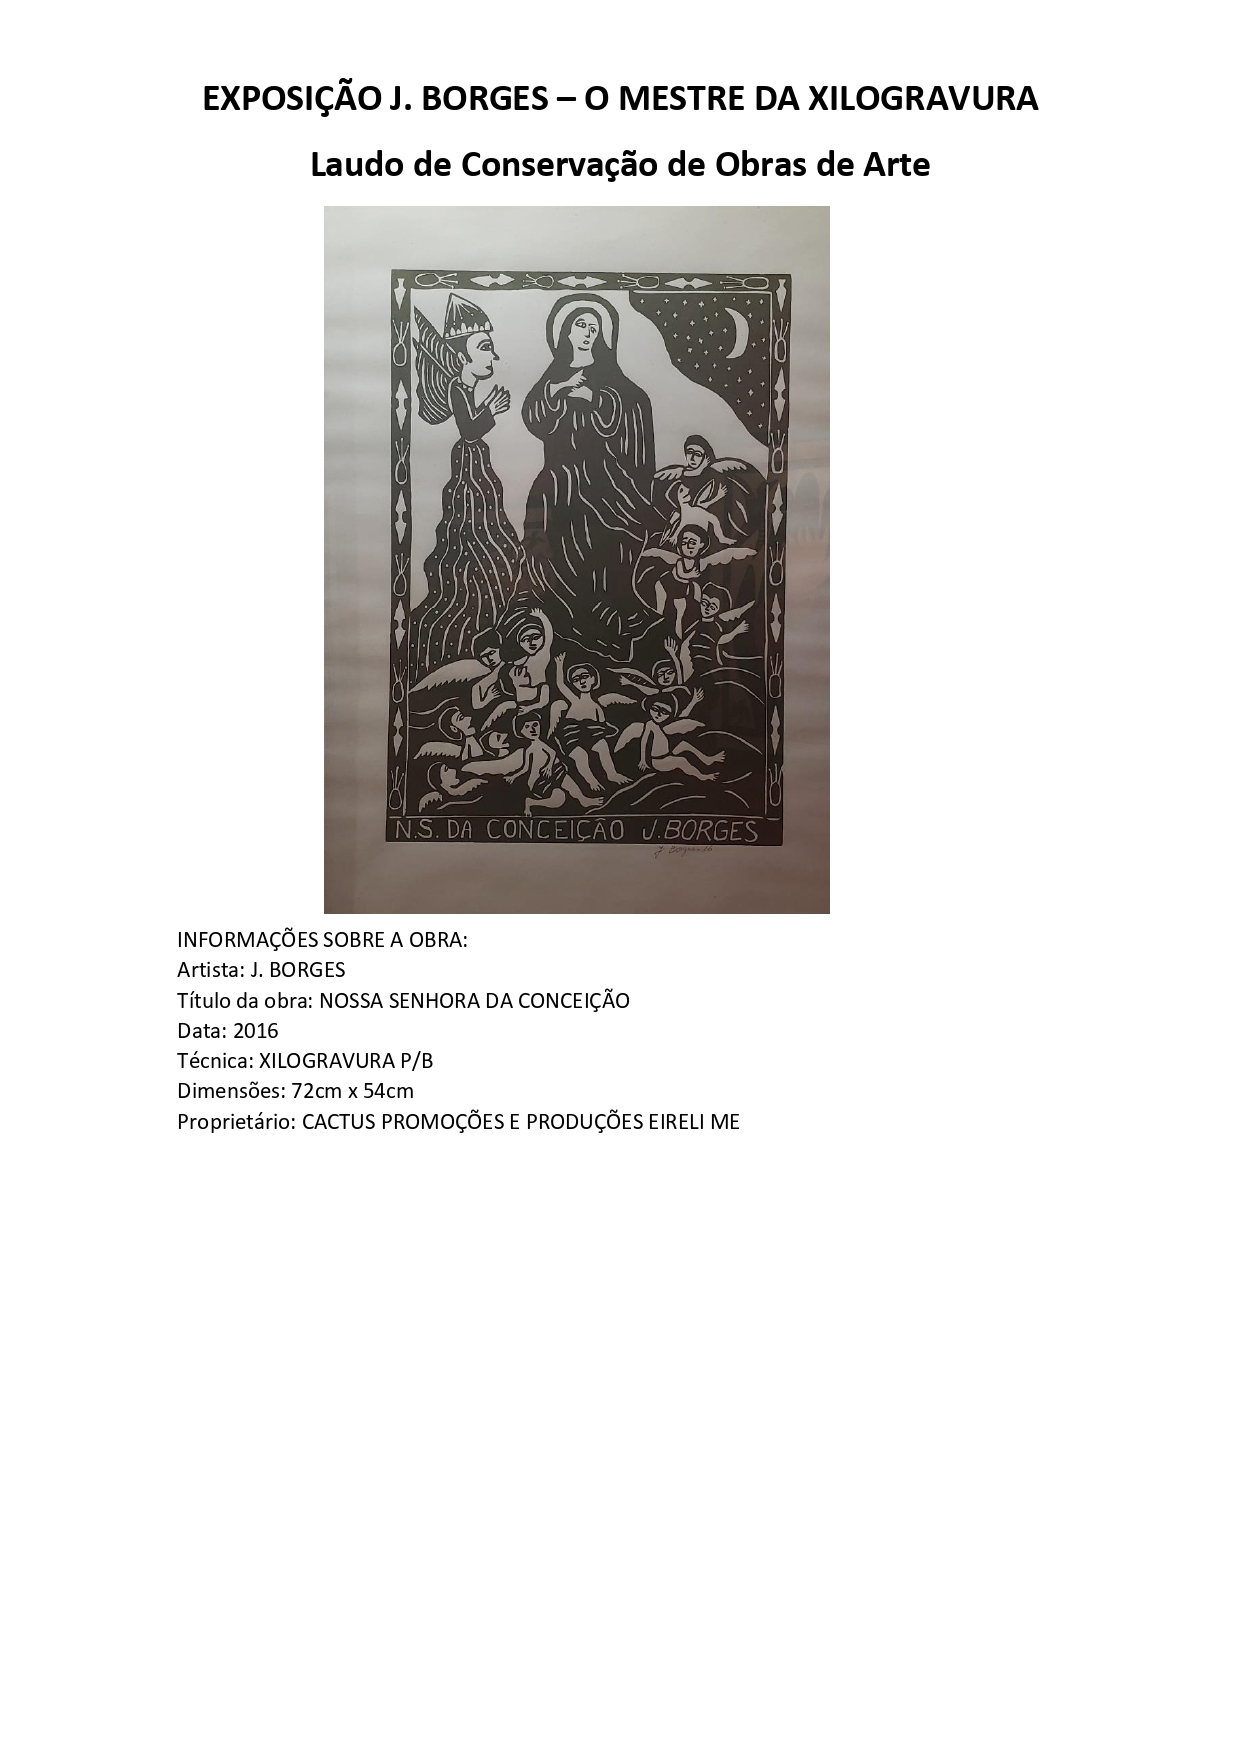 EXPOSIÇÃO J. BORGES – O MESTRE DA XILOGRAVURA
Laudo de Conservação de Obras de Arte
N.S. DA CONCEIÇÃO J. BORGES
INFORMAÇÕES SOBRE A OBRA:
Artista: J. BORGES
Título da obra: NOSSA SENHORA DA CONCEIÇÃO
Data: 2016
Técnica: XILOGRAVURA P/B
Dimensões: 72cm x 54cm
Proprietário: CACTUS PROMOÇÕES E PRODUÇÕES EIRELI ME